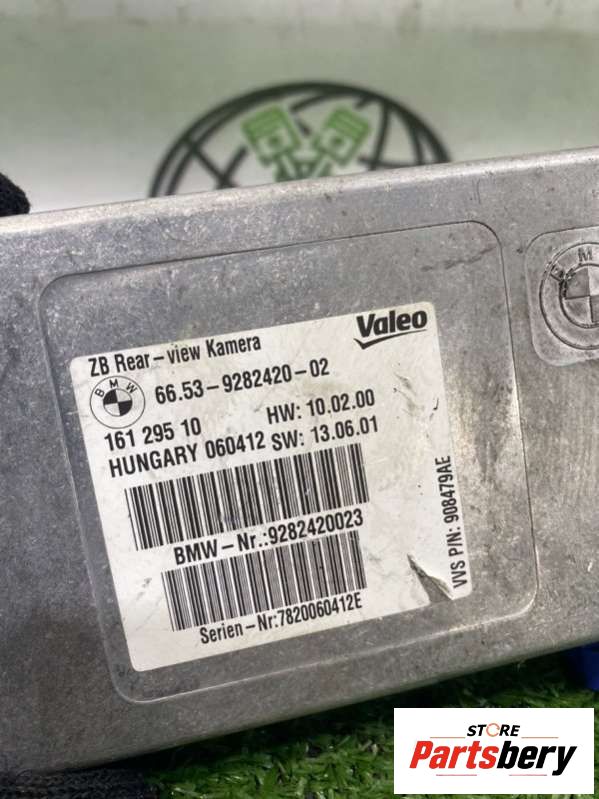 Valeo
ZB Rear-view Kamera
BMW
66.53-9282420-02
161 295 10
HW: 10.02.00
HUNGARY 060412 SW: 13.06.01
BMW-Nr.:9282420023
Serien-Nr:7820060412E
VVS P/N: 908479AE
STORE
Partsbery